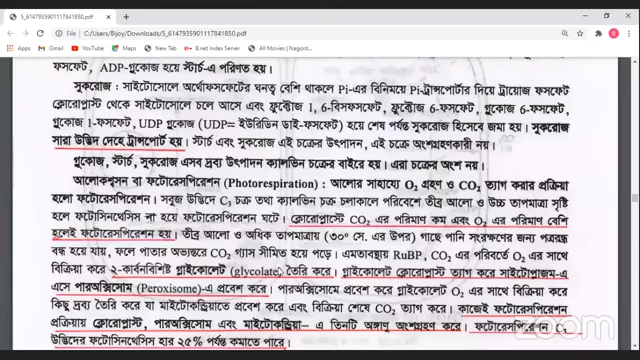 5_6147935901117841850.pdf
File | C:/Users/Bjoy/Downloads/5_6147935901117841850.pdf
Gmail
YouTube
Maps
New Tab
B.net Index Server
All Movies | Nagord...
ফসফেট, ADP-গ্লুকোজ হয়ে স্টার্চ-এ পরিণত হয়।
সুকরোজ : সাইটোসোলে অর্থোফসফেটের ঘনত্ব বেশি থাকলে Pi-এর বিনিময়ে Pi-ট্রান্সপোর্টার দিয়ে ট্রায়োজ ফসফেট
ক্লোরোপ্লাস্ট থেকে সাইটোসোলে চলে আসে এবং ফ্রুক্টোজ 1, 6-বিসফসফেট, ফ্রুক্টোজ 6-ফসফেট, গ্লুকোজ 6-ফসফেট,
গ্লুকোজ 1-ফসফেট, UDP গ্লুকোজ (UDP= ইউরিডিন ডাই-ফসফেট) হয়ে শেষ পর্যন্ত সুকরোজ হিসেবে জমা হয়। সুকরোজ
সারা উদ্ভিদ দেহে ট্রান্সপোর্ট হয়। স্টার্চ এবং সুকরোজ এই চক্রের উৎপাদন, এই চক্রে অংশগ্রহণকারী নয়।
গ্লুকোজ, স্টার্চ, সুকরোজ এসব দ্রব্য উৎপাদন ক্যালভিন চক্রের বাইরে হয়। এরা চক্রের অংশ নয়।
আলোকশ্বসন বা ফটোরেসপিরেশন (Photorespiration) : আলোর সাহায্যে O₂ গ্রহণ ও CO₂ ত্যাগ করার প্রক্রিয়া
হলো ফটোরেসপিরেশন। সবুজ উদ্ভিদে C₃ চক্র তথা ক্যালভিন চক্র চলাকালে পরিবেশে তীব্র আলো ও উচ্চ তাপমাত্রা সৃষ্টি
হলে ফটোসিনথেসিস না হয়ে ফটোরেসপিরেশন ঘটে। ক্লোরোপ্লাস্টে CO₂ এর পরিমাণ কম এবং O₂ এর পরিমাণ বেশি
হলেই ফটোরেসপিরেশন হয়। তীব্র আলো ও অধিক তাপমাত্রায় (৩০° সে. এর উপর) গাছে পানি সংরক্ষণের জন্য পত্ররন্ধ্র
বন্ধ হয়ে যায়, ফলে পাতার অভ্যন্তরে CO₂ গ্যাস সীমিত হয়ে পড়ে। এমতাবস্থায় RuBP, CO₂ এর পরিবর্তে O₂ এর সাথে
বিক্রিয়া করে ২-কার্বনবিশিষ্ট গ্লাইকোলেট (glycolate) তৈরি করে। গ্লাইকোলেট ক্লোরোপ্লাস্ট ত্যাগ করে সাইটোপ্লাজম-এ
এসে পারঅক্সিসোম (Peroxisome)-এ প্রবেশ করে। পারঅক্সিসোমে প্রবেশ করে গ্লাইকোলেট O₂ এর সাথে বিক্রিয়া করে
কিছু দ্রব্য তৈরি করে যা মাইটোকন্ড্রিয়াতে প্রবেশ করে এবং বিক্রিয়া শেষে CO₂ ত্যাগ করে। কাজেই ফটোরেসপিরেশন
প্রক্রিয়ায় ক্লোরোপ্লাস্ট, পারঅক্সিসোম এবং মাইটোকন্ড্রিয়া- এ তিনটি অঙ্গাণু অংশগ্রহণ করে। ফটোরেসপিরেশন
উদ্ভিদের ফটোসিনথেসিস হার ২৫% পর্যন্ত কমাতে পারে।
zoom